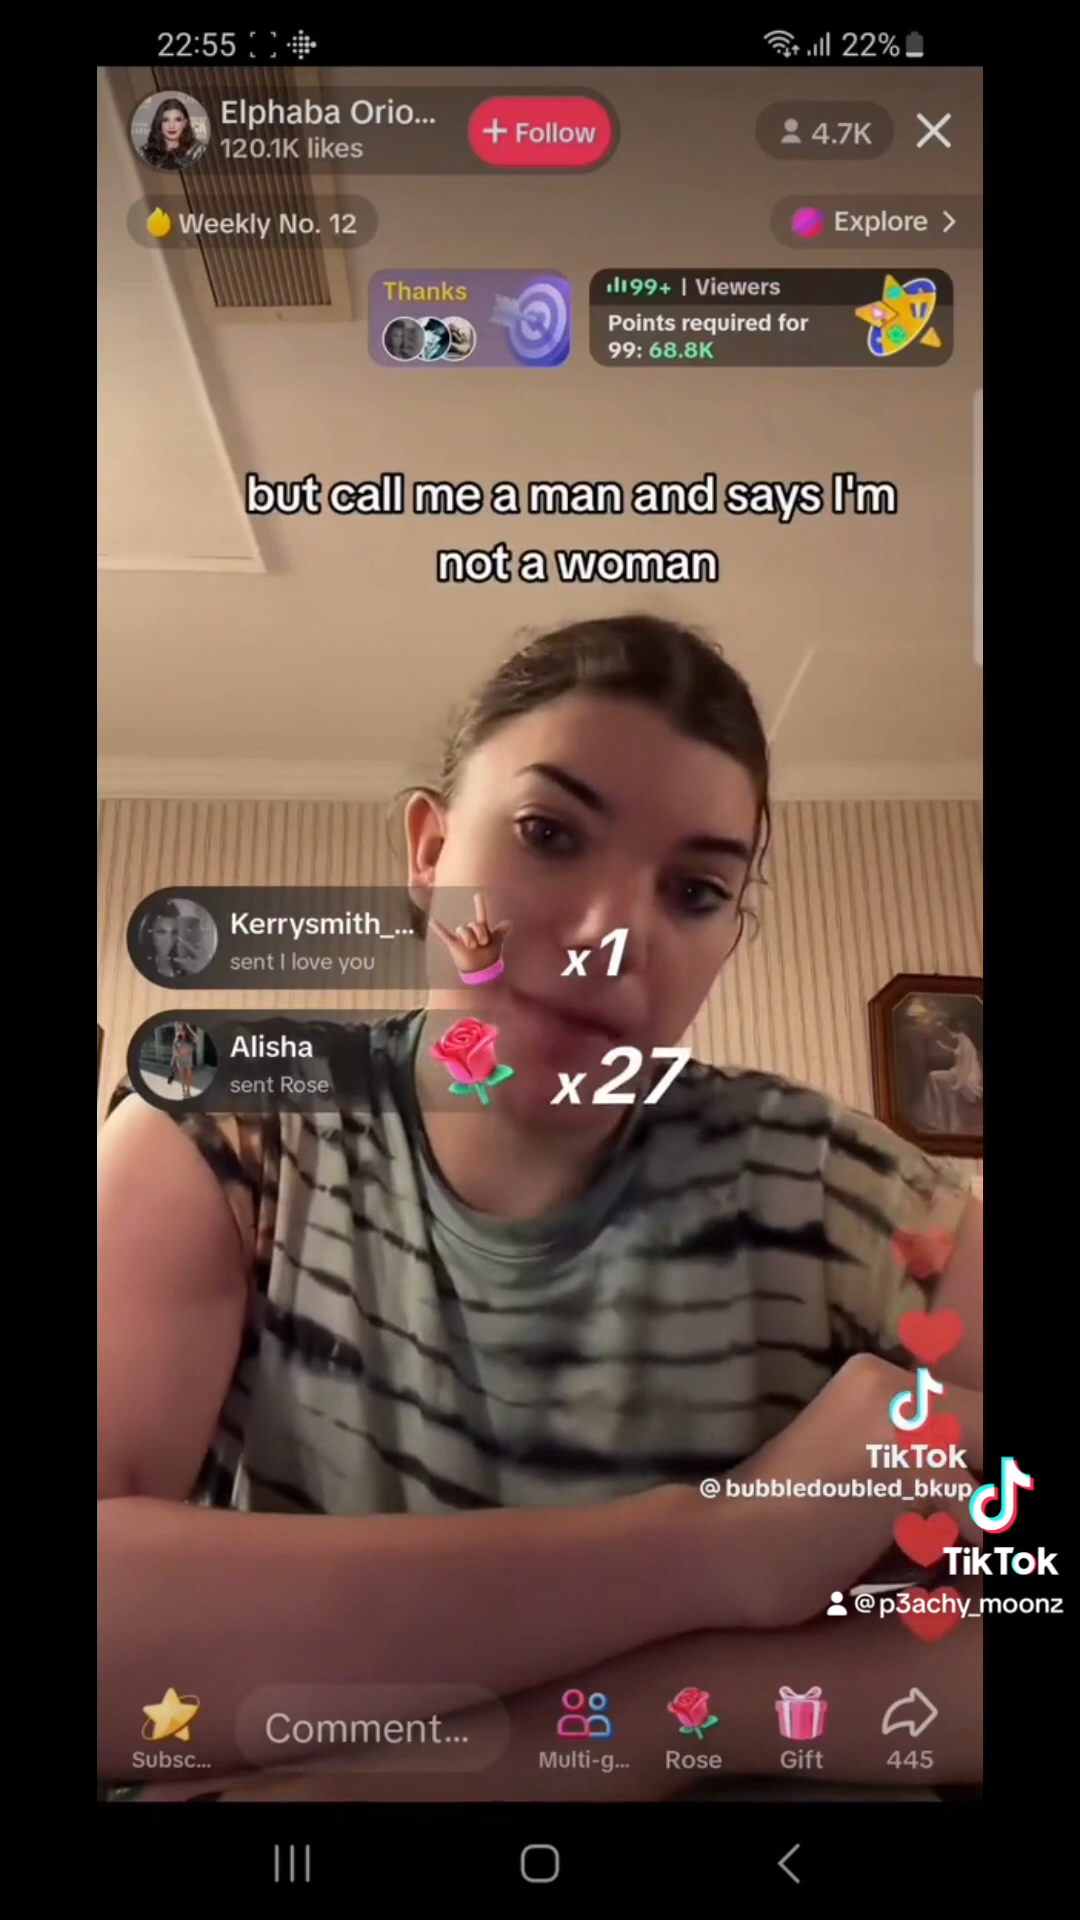 22:55
22%
Elphaba Orio...
120.1K likes
+ Follow
4.7K
Weekly No. 12
Explore >
Thanks
99+ | Viewers
Points required for
99: 68.8K
but call me a man and says I'm
not a woman
Kerrysmith_...
sent I love you
x1
Alisha
sent Rose
x27
TikTok
@bubbledoubled_bkup
TikTok
@p3achy_moonz
Comment...
Subsc...
Multi-g...
Rose
Gift
445